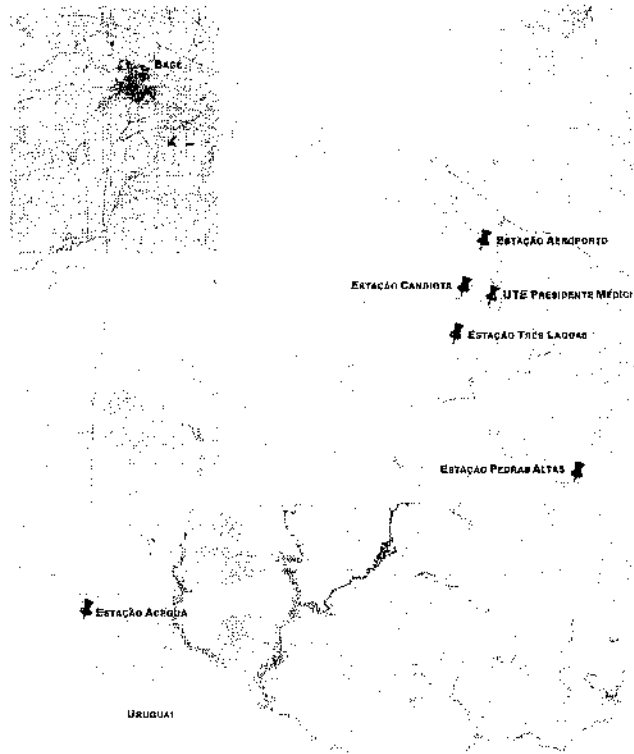 BAGÉ
ESTAÇÃO AEROPORTO
ESTAÇÃO CANDIOTA
UTE PRESIDENTE MÉDICI
ESTAÇÃO TRÊS LAGOAS
ESTAÇÃO PEDRAS ALTAS
ESTAÇÃO ACEGUÁ
URUGUAI